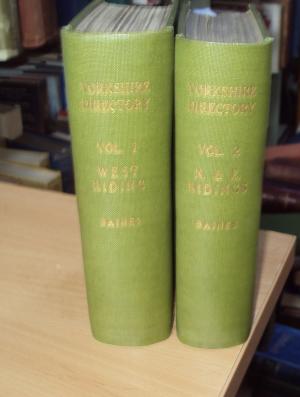 YORKSHIRE
DIRECTORY
VOL. 1
WEST
RIDING
BAINES
YORKSHIRE
DIRECTORY
VOL. 2
N. & E.
RIDINGS
BAINES